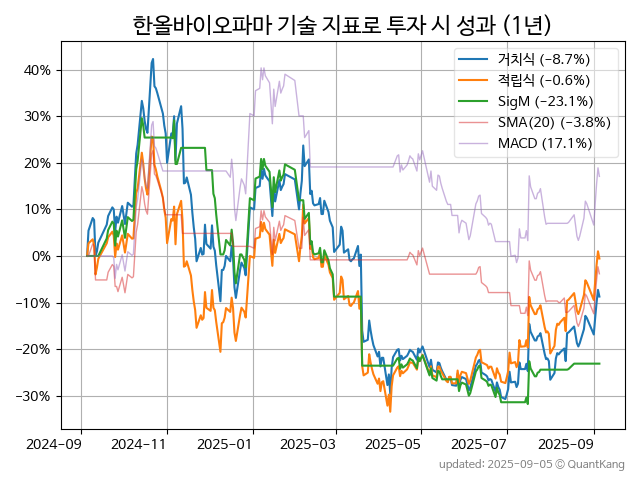 한올바이오파마 기술 지표로 투자 시 성과 (1년)
거치식 (−8.7%)
적립식 (−0.6%)
SigM (−23.1%)
SMA(20) (−3.8%)
MACD (17.1%)
40%
30%
20%
10%
0%
−10%
−20%
−30%
2024-09 2024-11 2025-01 2025-03 2025-05 2025-07 2025-09
updated: 2025-09-05 © QuantKang